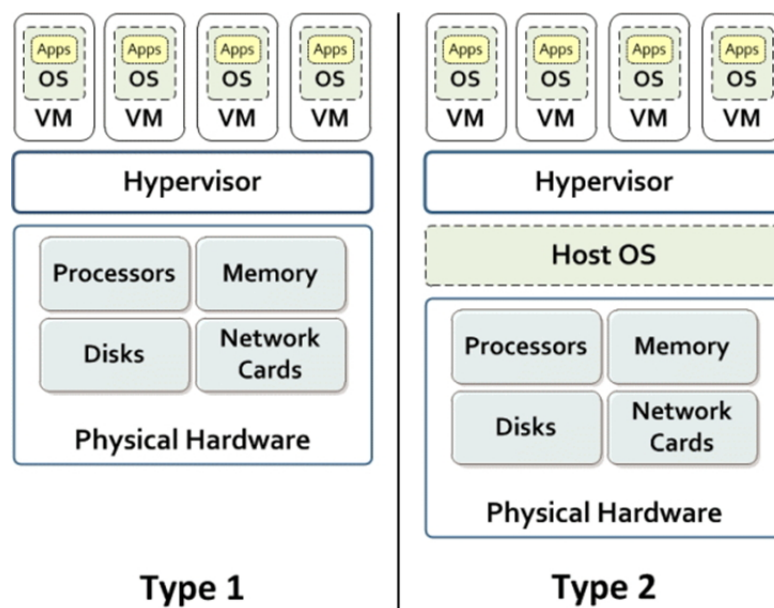 Apps
OS
VM
Apps
OS
VM
Apps
OS
VM
Apps
OS
VM
Hypervisor
Processors
Memory
Disks
Network
Cards
Physical Hardware
Type 1
Apps
OS
VM
Apps
OS
VM
Apps
OS
VM
Apps
OS
VM
Hypervisor
Host OS
Processors
Memory
Disks
Network
Cards
Physical Hardware
Type 2